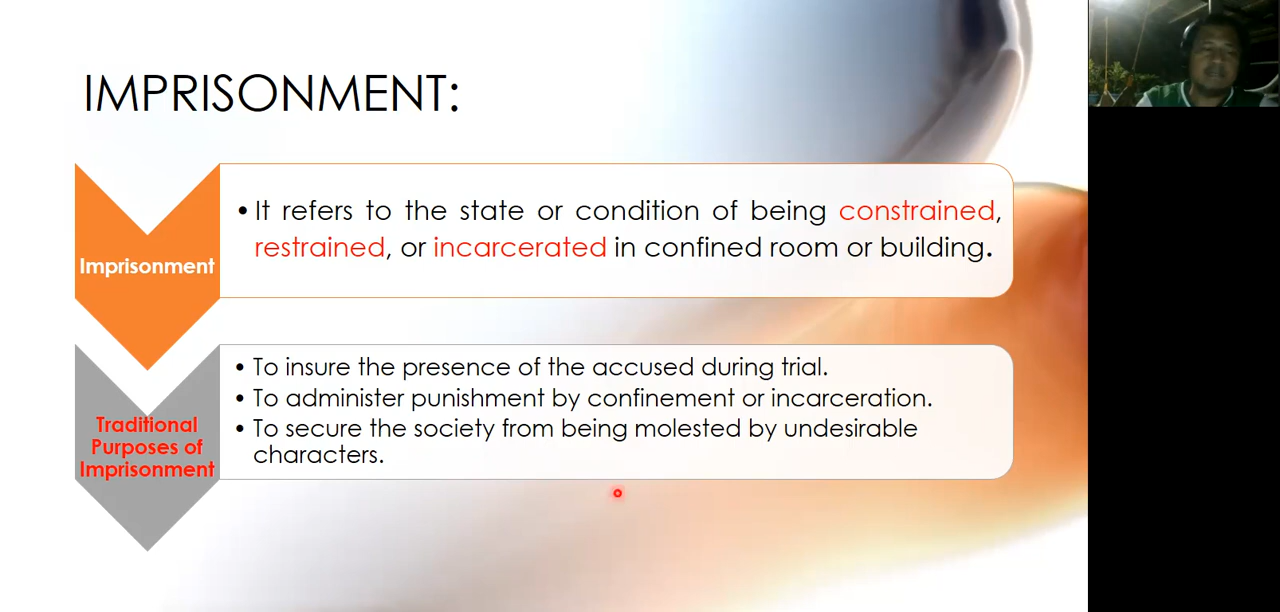 IMPRISONMENT:
Imprisonment
• It refers to the state or condition of being constrained,
restrained, or incarcerated in confined room or building.
Traditional
Purposes of
Imprisonment
• To insure the presence of the accused during trial.
• To administer punishment by confinement or incarceration.
• To secure the society from being molested by undesirable
characters.